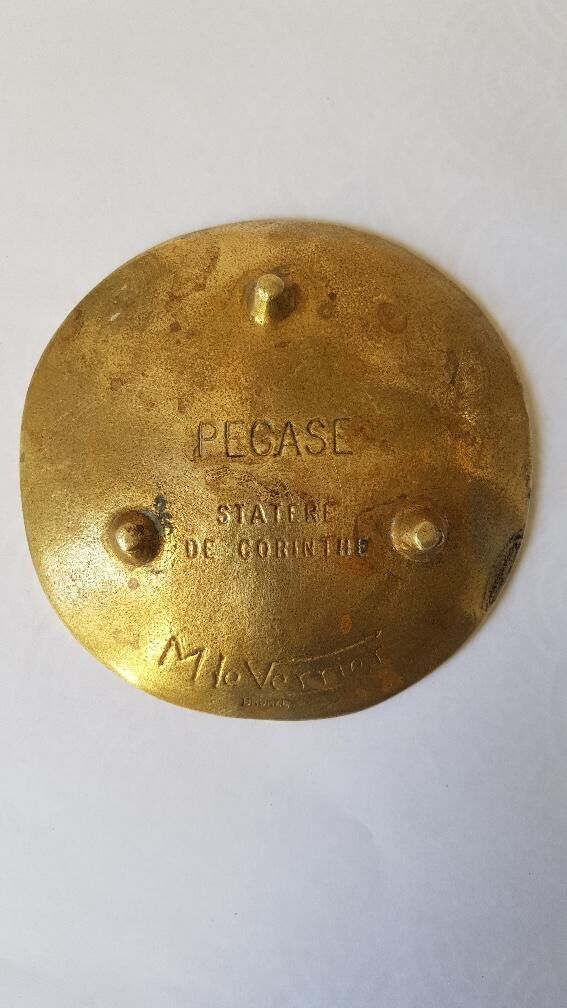 PEGASE
STATERE
DE CORINTHE
M le Verrier